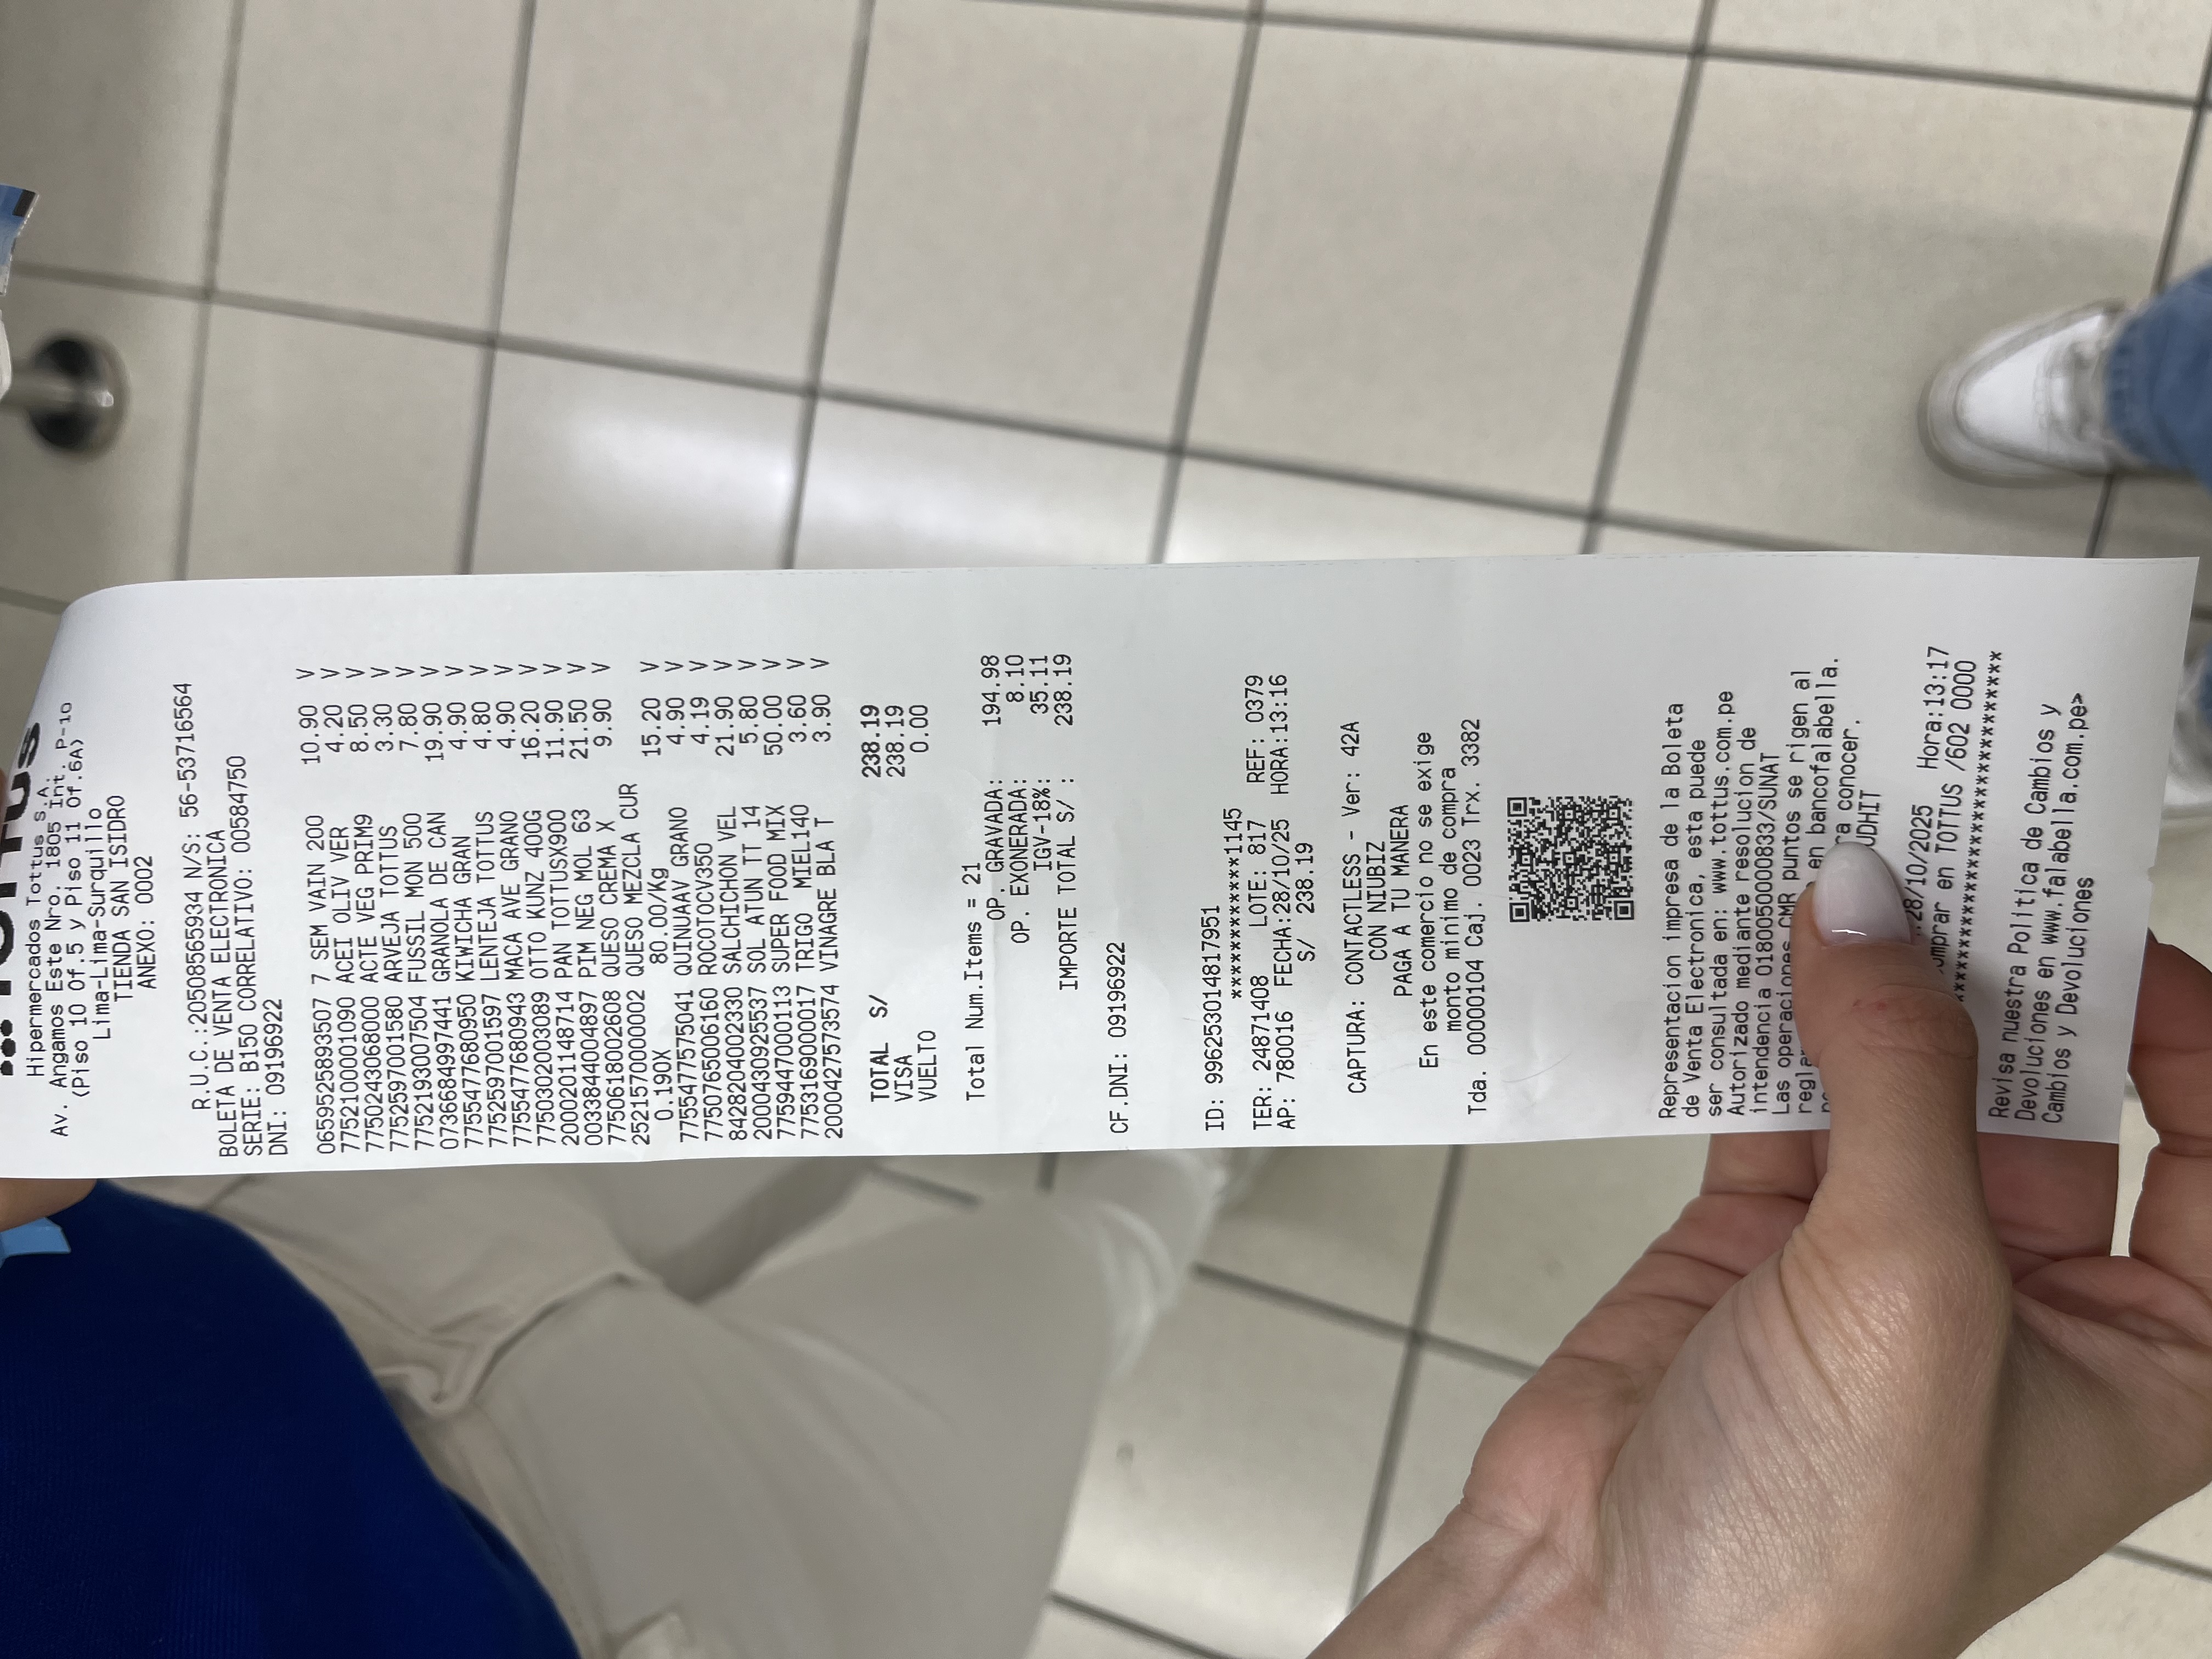 TOTTUS
Hipermercados Tottus S.A.
Av. Angamos Este Nro. 1805 Int. P-10
(Piso 10 Of.5 y Piso 11 Of.6A)
Lima-Lima-Surquillo
TIENDA SAN ISIDRO
ANEXO: 0002
R.U.C.:20508565934 N/S: 56-53716564
BOLETA DE VENTA ELECTRONICA
SERIE: B150 CORRELATIVO: 00584750
DNI: 09196922
0659525893507 7 SEM VAIN 200 10.90 V
7752100001090 ACEI OLIV VER 4.20 V
7750243068000 ACTE VEG PRIM9 8.50 V
7752597001580 ARVEJA TOTTUS 3.30 V
7752193007504 FUSSIL MON 500 7.80 V
0736684997441 GRANOLA DE CAN 19.90 V
7755477680950 KIWICHA GRAN 4.90 V
7752597001597 LENTEJA TOTTUS 4.80 V
7755477680943 MACA AVE GRANO 4.90 V
7750302003089 OTTO KUNZ 400G 16.20 V
2000201148714 PAN TOTTUSX900 11.90 V
0033844004897 PIM NEG MOL 63 21.50 V
7750618002608 QUESO CREMA X 9.90 V
2521570000002 QUESO MEZCLA CUR
0.190X 80.00/Kg 15.20 V
7755477575041 QUINUAAV GRANO 4.90 V
7750765006160 ROCOTOCV350 4.19 V
8428204002330 SALCHICHON VEL 21.90 V
2000430925537 SOL ATUN TT 14 5.80 V
7759447000113 SUPER FOOD MIX 50.00 V
7753169000017 TRIGO MIEL140 3.60 V
2000427573574 VINAGRE BLA T 3.90 V
TOTAL S/ 238.19
VISA 238.19
VUELTO 0.00
Total Num.Items = 21
OP. GRAVADA: 194.98
OP. EXONERADA: 8.10
IGV-18%: 35.11
IMPORTE TOTAL S/ : 238.19
CF.DNI: 09196922
ID: 996253014817951
************1145
TER: 24871408 LOTE: 817 REF: 0379
AP: 780016 FECHA:28/10/25 HORA:13:16
S/ 238.19
CAPTURA: CONTACTLESS - Ver: 42A
CON NIUBIZ
PAGA A TU MANERA
En este comercio no se exige
monto minimo de compra
Tda. 00000104 Caj. 0023 Trx. 3382
Representacion impresa de la Boleta
de Venta Electronica, esta puede
ser consultada en: www.tottus.com.pe
Autorizado mediante resolucion de
intendencia 0180050000833/SUNAT
Las operaciones CMR puntos se rigen al
en bancofalabella.
conocer.
UDHIT
28/10/2025 Hora:13:17
omprar en TOTTUS /602 0000
*****************************
Revisa nuestra Politica de Cambios y
Devoluciones en www.falabella.com.pe>
Cambios y Devoluciones